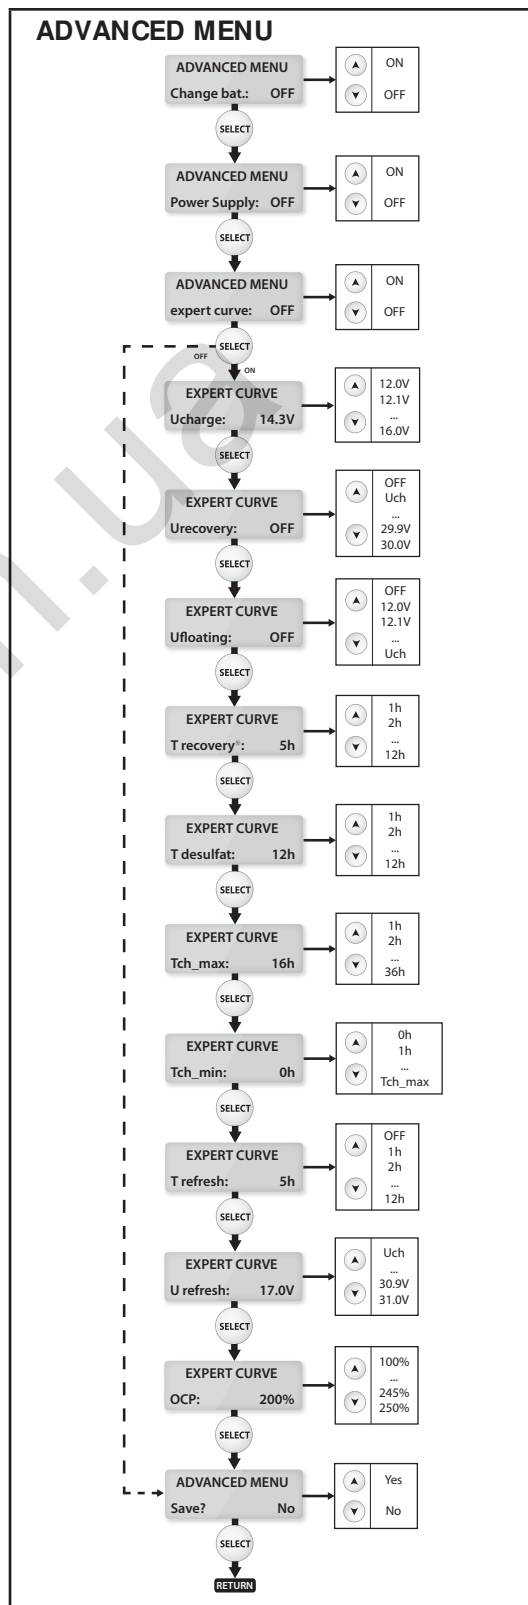 ADVANCED MENU
ADVANCED MENU
Change bat.: OFF
ON
OFF
SELECT
ADVANCED MENU
Power Supply: OFF
ON
OFF
SELECT
ADVANCED MENU
expert curve: OFF
ON
OFF
SELECT
OFF
ON
EXPERT CURVE
Ucharge: 14.3V
12.0V
12.1V
...
16.0V
SELECT
EXPERT CURVE
Urecovery: OFF
OFF
Uch
...
29.9V
30.0V
SELECT
EXPERT CURVE
Ufloating: OFF
OFF
12.0V
12.1V
...
Uch
SELECT
EXPERT CURVE
T recovery*: 5h
1h
2h
...
12h
SELECT
EXPERT CURVE
T desulfat: 12h
1h
2h
...
12h
SELECT
EXPERT CURVE
Tch_max: 16h
1h
2h
...
36h
SELECT
EXPERT CURVE
Tch_min: 0h
0h
1h
...
Tch_max
SELECT
EXPERT CURVE
T refresh: 5h
OFF
1h
2h
...
12h
SELECT
EXPERT CURVE
U refresh: 17.0V
Uch
...
30.9V
31.0V
SELECT
EXPERT CURVE
OCP: 200%
100%
...
245%
250%
SELECT
ADVANCED MENU
Save? No
Yes
No
SELECT
RETURN
n.ua